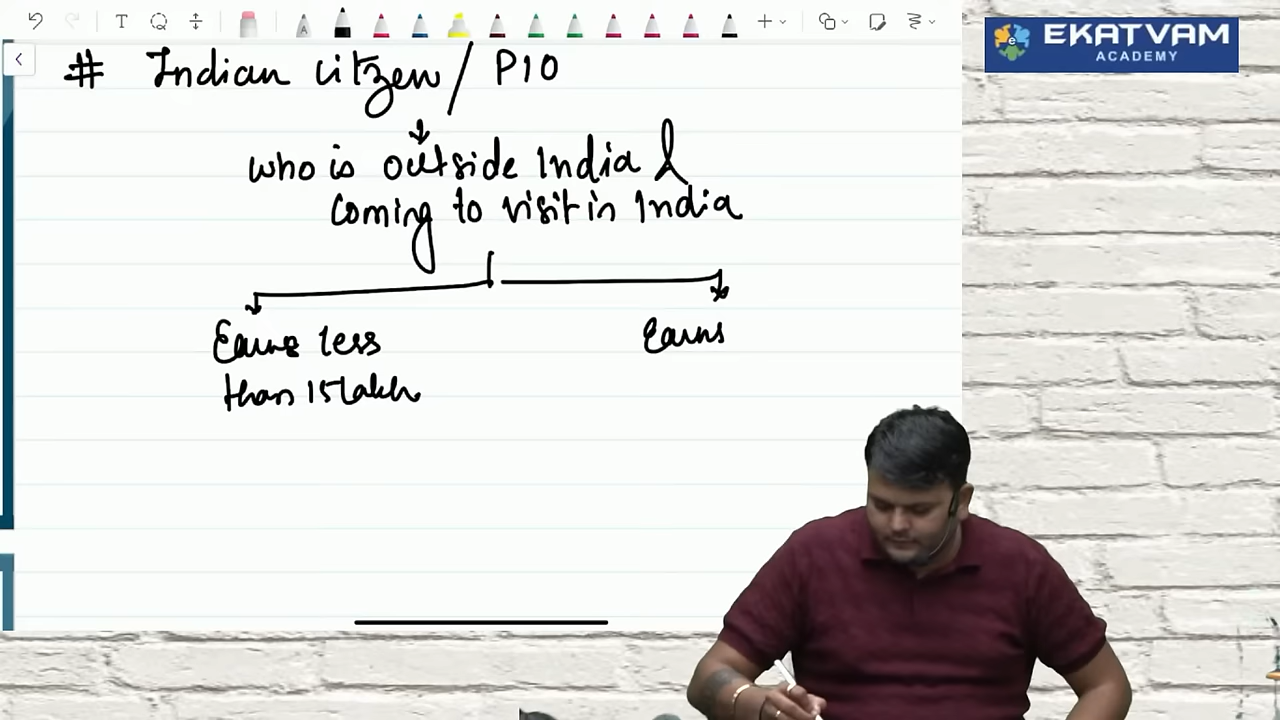 EKATVAM
ACADEMY
# Indian citzen / PIO
who is outside India &
coming to visit in India
Earns less
than 15 lakh
Earns